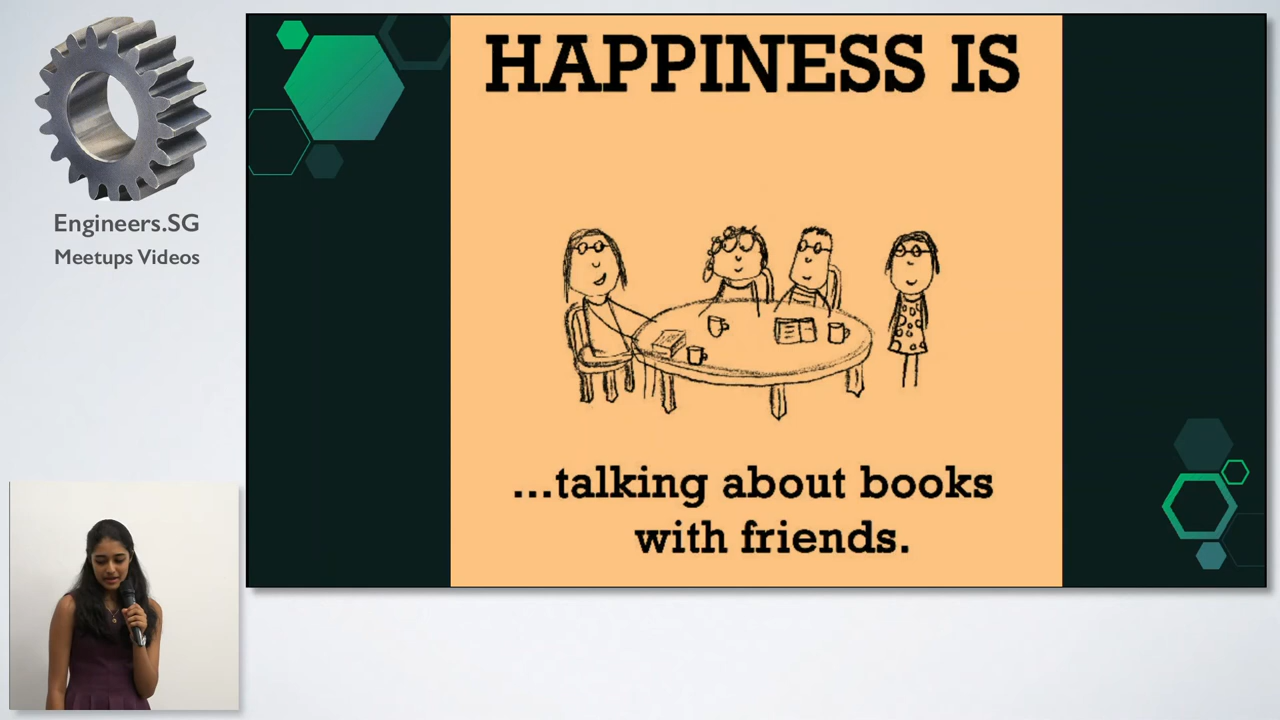 Engineers.SG
Meetups Videos
HAPPINESS IS
...talking about books
with friends.